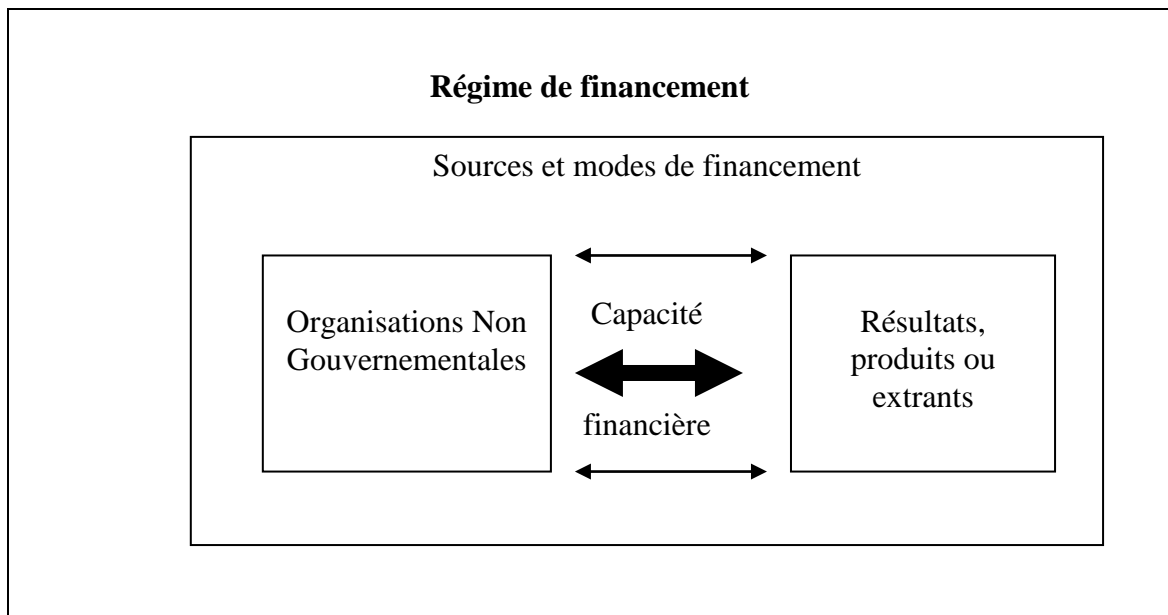 Régime de financement
Sources et modes de financement
Organisations Non
Gouvernementales
Capacité
financière
Résultats,
produits ou
extrants